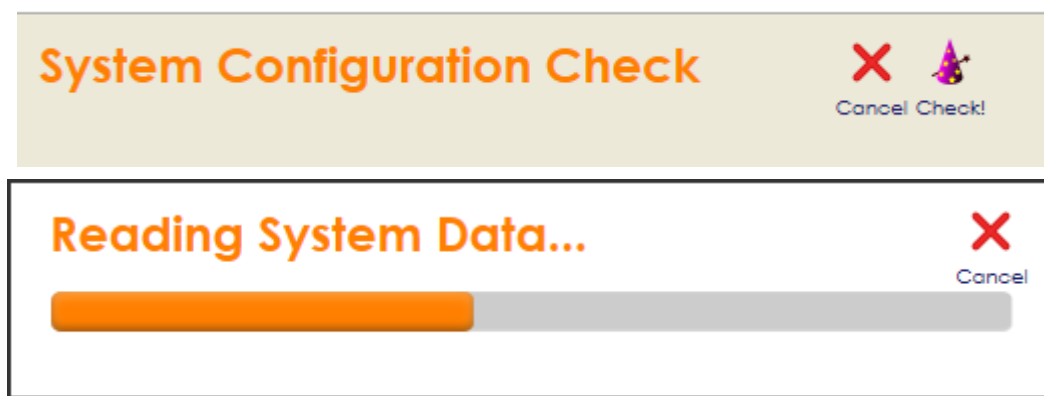 System Configuration Check
Cancel Check!
Reading System Data...
Cancel